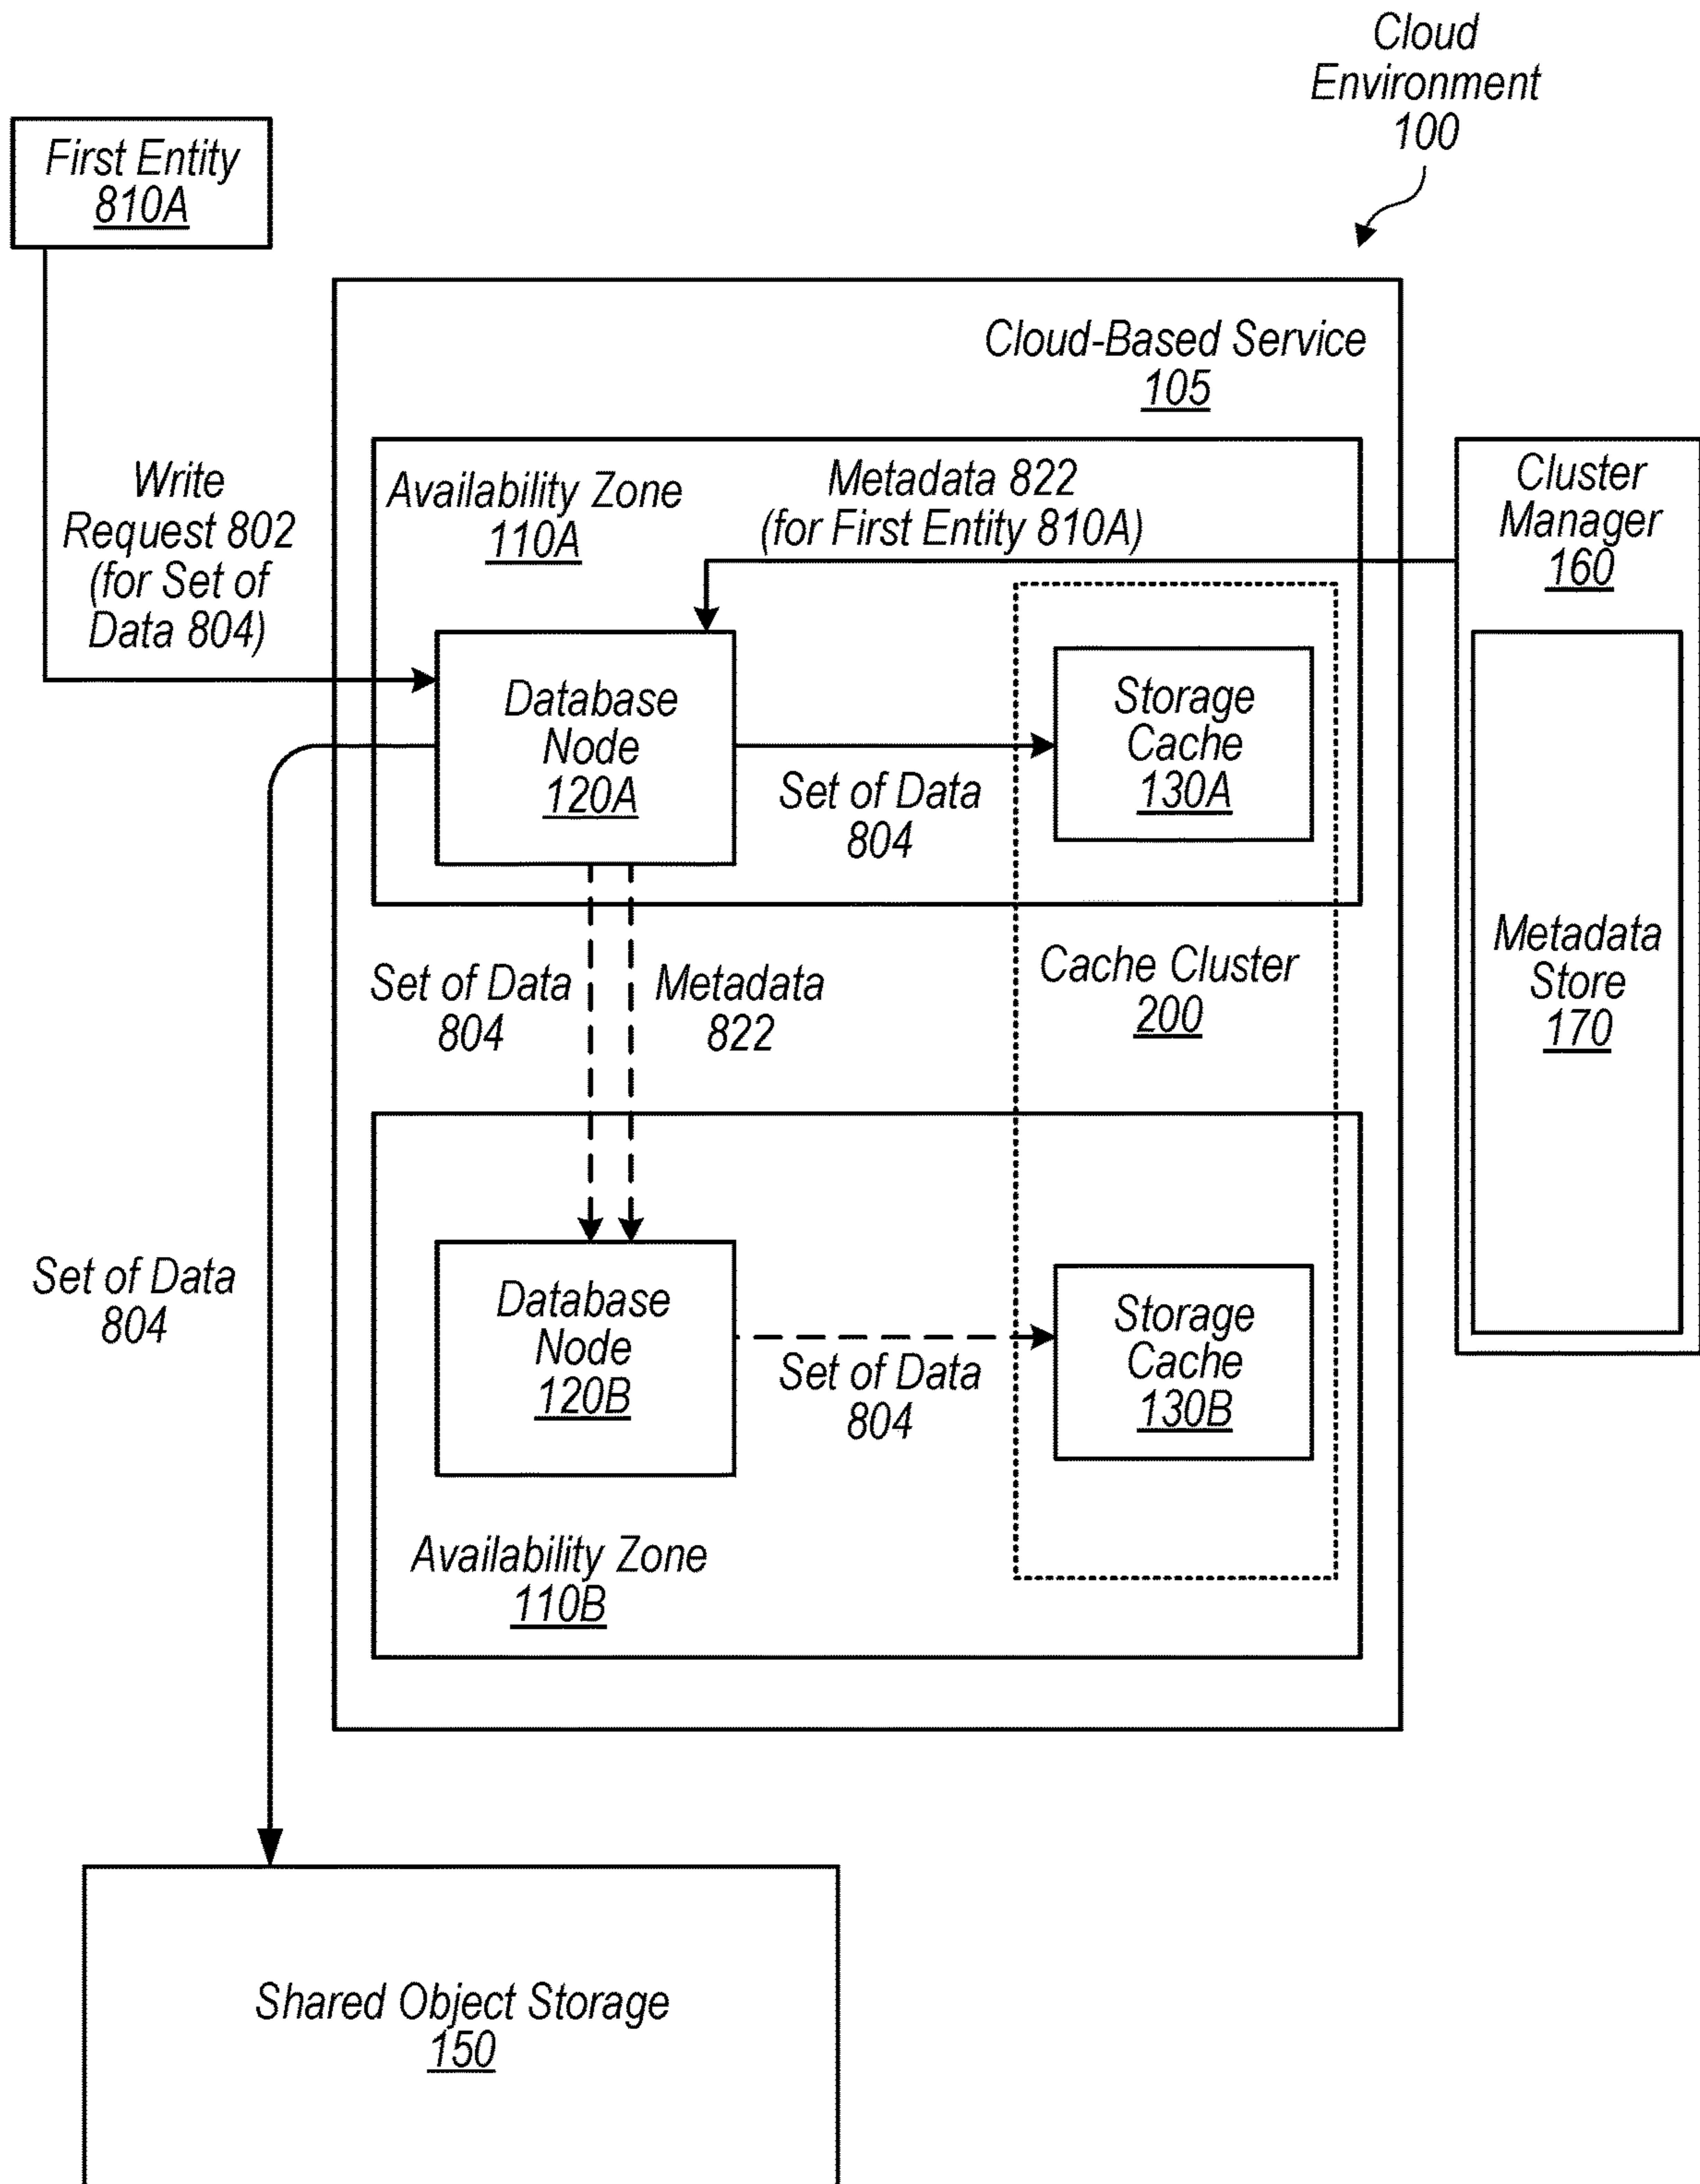 Cloud
Environment
100
First Entity
810A
Cloud-Based Service
105
Write
Request 802
(for Set of
Data 804)
Availability Zone
110A
Metadata 822
(for First Entity 810A)
Cluster
Manager
160
Database
Node
120A
Storage
Cache
130A
Set of Data
804
Set of Data
804
Metadata
822
Cache Cluster
200
Metadata
Store
170
Set of Data
804
Database
Node
120B
Set of Data
804
Storage
Cache
130B
Availability Zone
110B
Shared Object Storage
150